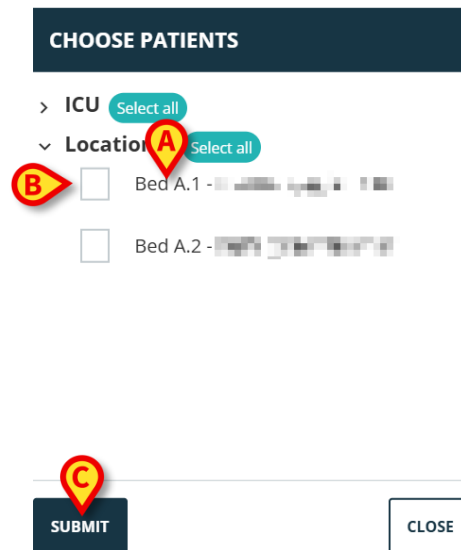 CHOOSE PATIENTS
ICU Select all
Location A Select all
B Bed A.1 -
Bed A.2 -
C
SUBMIT CLOSE